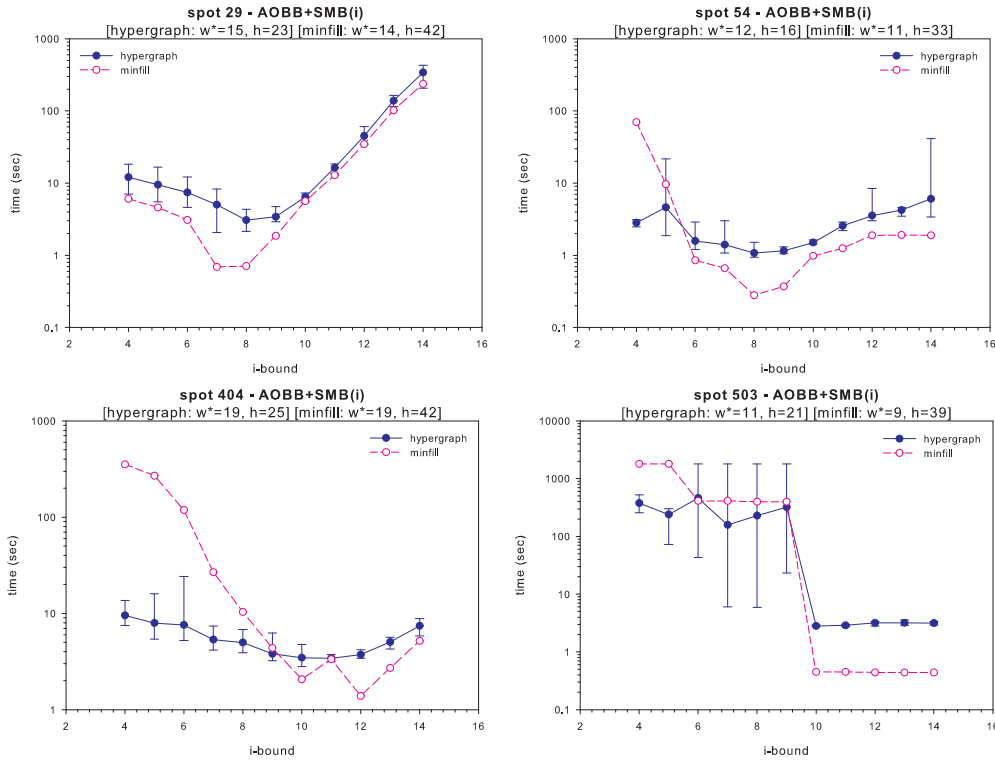 spot 29 - AOBB+SMB(i)
[hypergraph: w*=15, h=23] [minfill: w*=14, h=42]
1000
100
10
1
0.1
time (sec)
hypergraph
minfill
2 4 6 8 10 12 14 16
i-bound
spot 54 - AOBB+SMB(i)
[hypergraph: w*=12, h=16] [minfill: w*=11, h=33]
1000
100
10
1
0.1
time (sec)
hypergraph
minfill
2 4 6 8 10 12 14 16
i-bound
spot 404 - AOBB+SMB(i)
[hypergraph: w*=19, h=25] [minfill: w*=19, h=42]
1000
100
10
1
time (sec)
hypergraph
minfill
2 4 6 8 10 12 14 16
i-bound
spot 503 - AOBB+SMB(i)
[hypergraph: w*=11, h=21] [minfill: w*=9, h=39]
10000
1000
100
10
1
0.1
time (sec)
hypergraph
minfill
2 4 6 8 10 12 14 16
i-bound